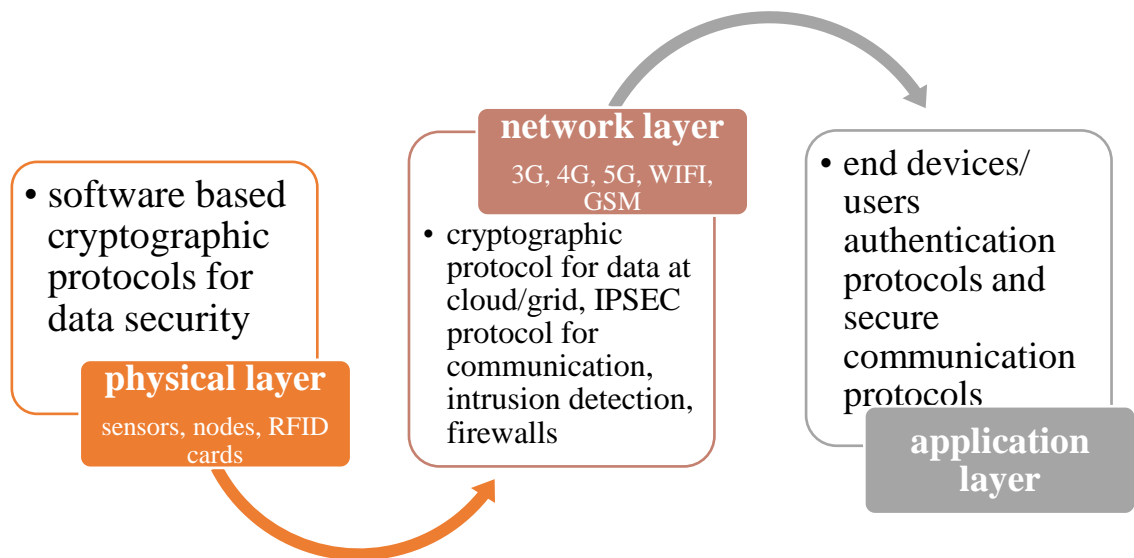 • software based
cryptographic
protocols for
data security
physical layer
sensors, nodes, RFID
cards
network layer
3G, 4G, 5G, WIFI,
GSM
• cryptographic
protocol for data at
cloud/grid, IPSEC
protocol for
communication,
intrusion detection,
firewalls
• end devices/
users
authentication
protocols and
secure
communication
protocols
application
layer